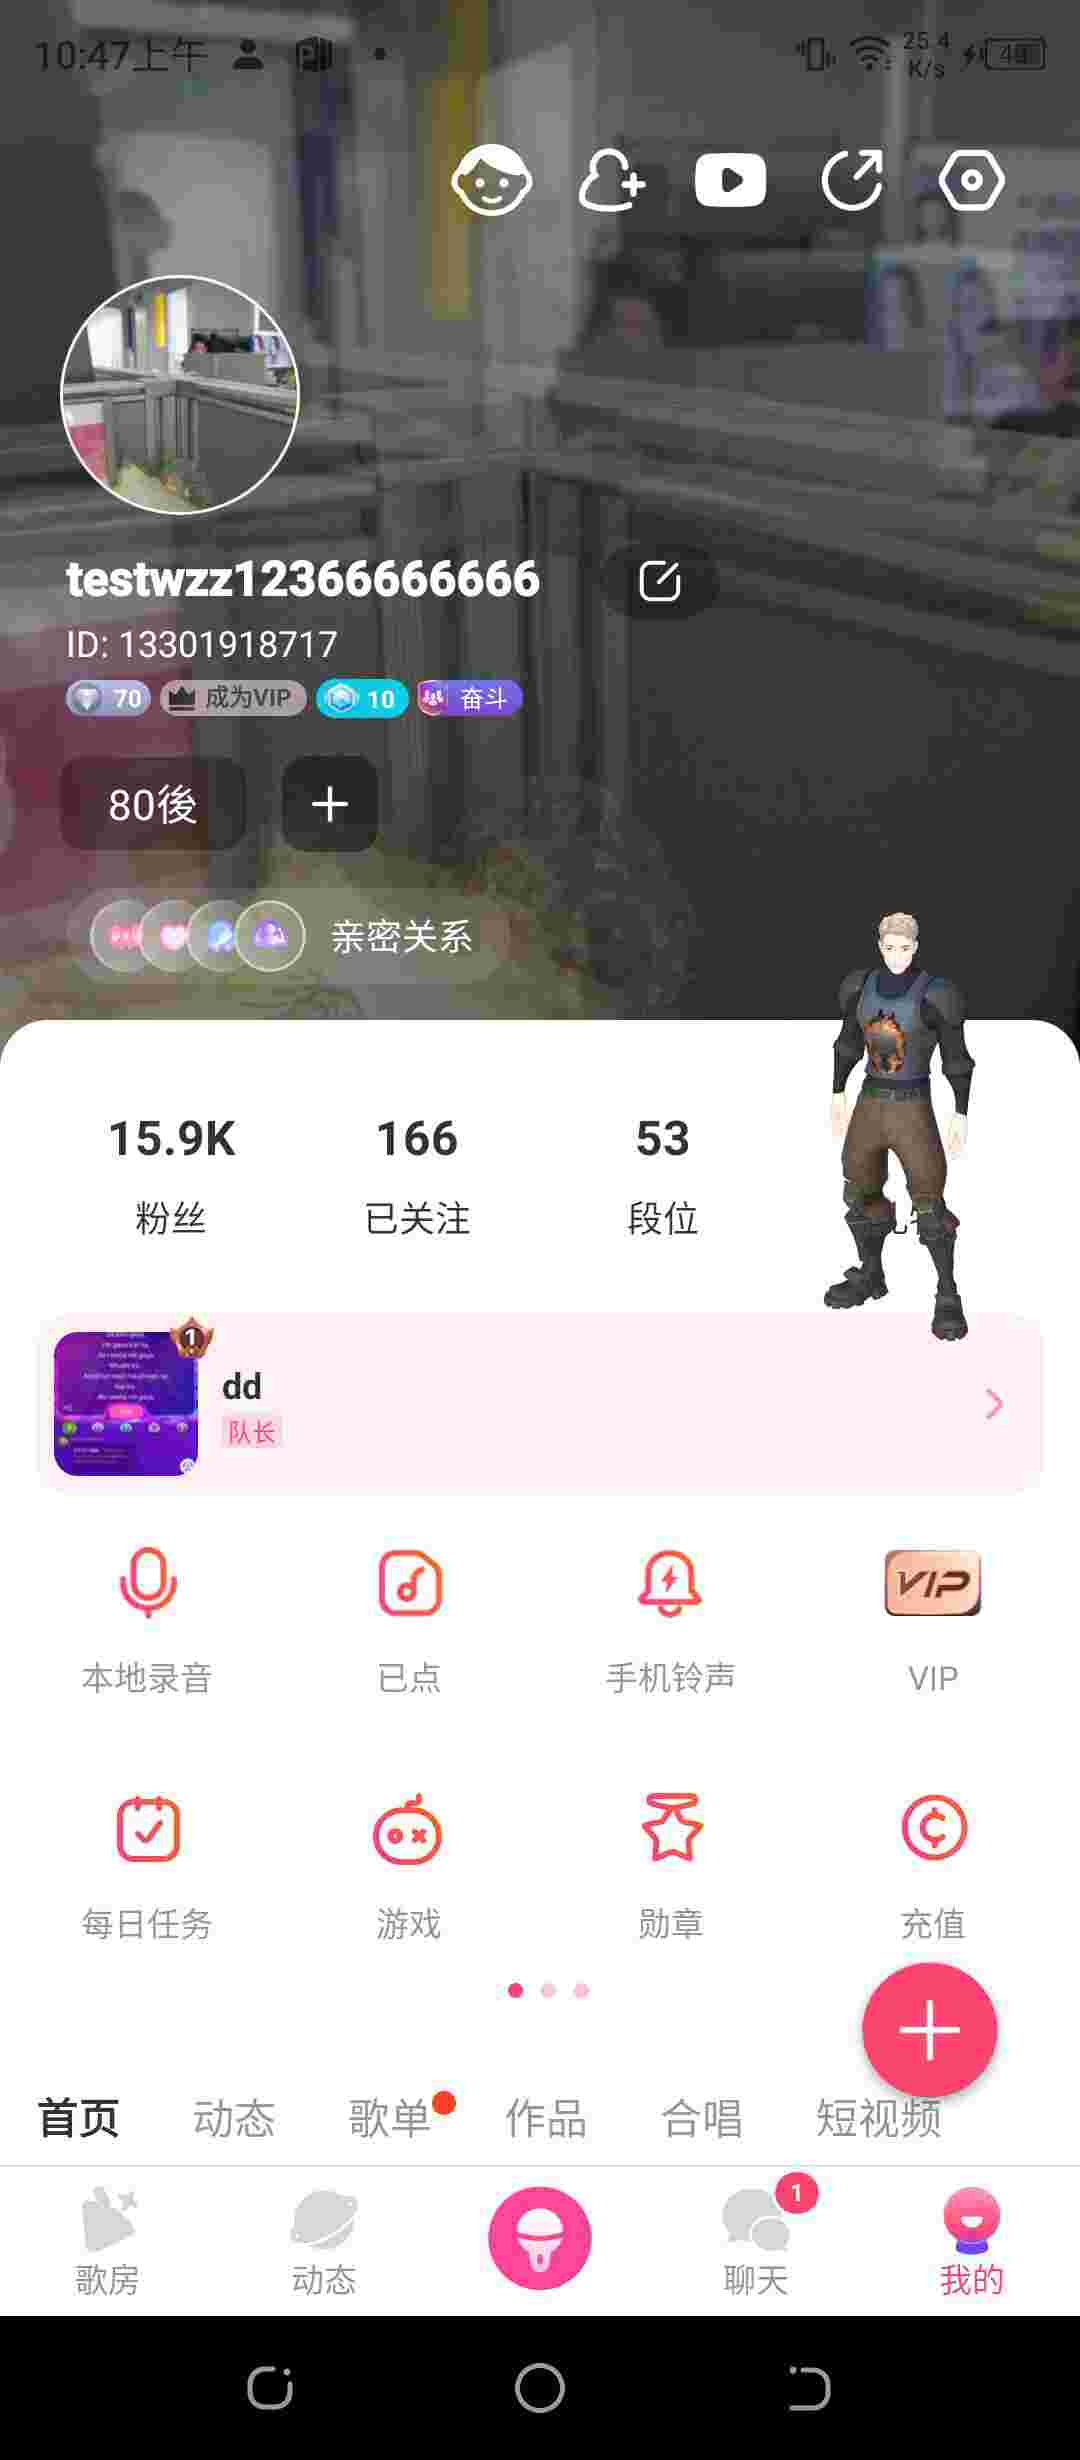 10:47上午
25.4
K/s
testwzz12366666666
ID: 13301918717
70 成为VIP 10 奋斗
80後
亲密关系
15.9K 166 53
粉丝 已关注 段位
1
dd
队长
本地录音 已点 手机铃声 VIP
VIP
每日任务 游戏 勋章 充值
首页 动态 歌单 作品 合唱 短视频
1
歌房 动态 聊天 我的